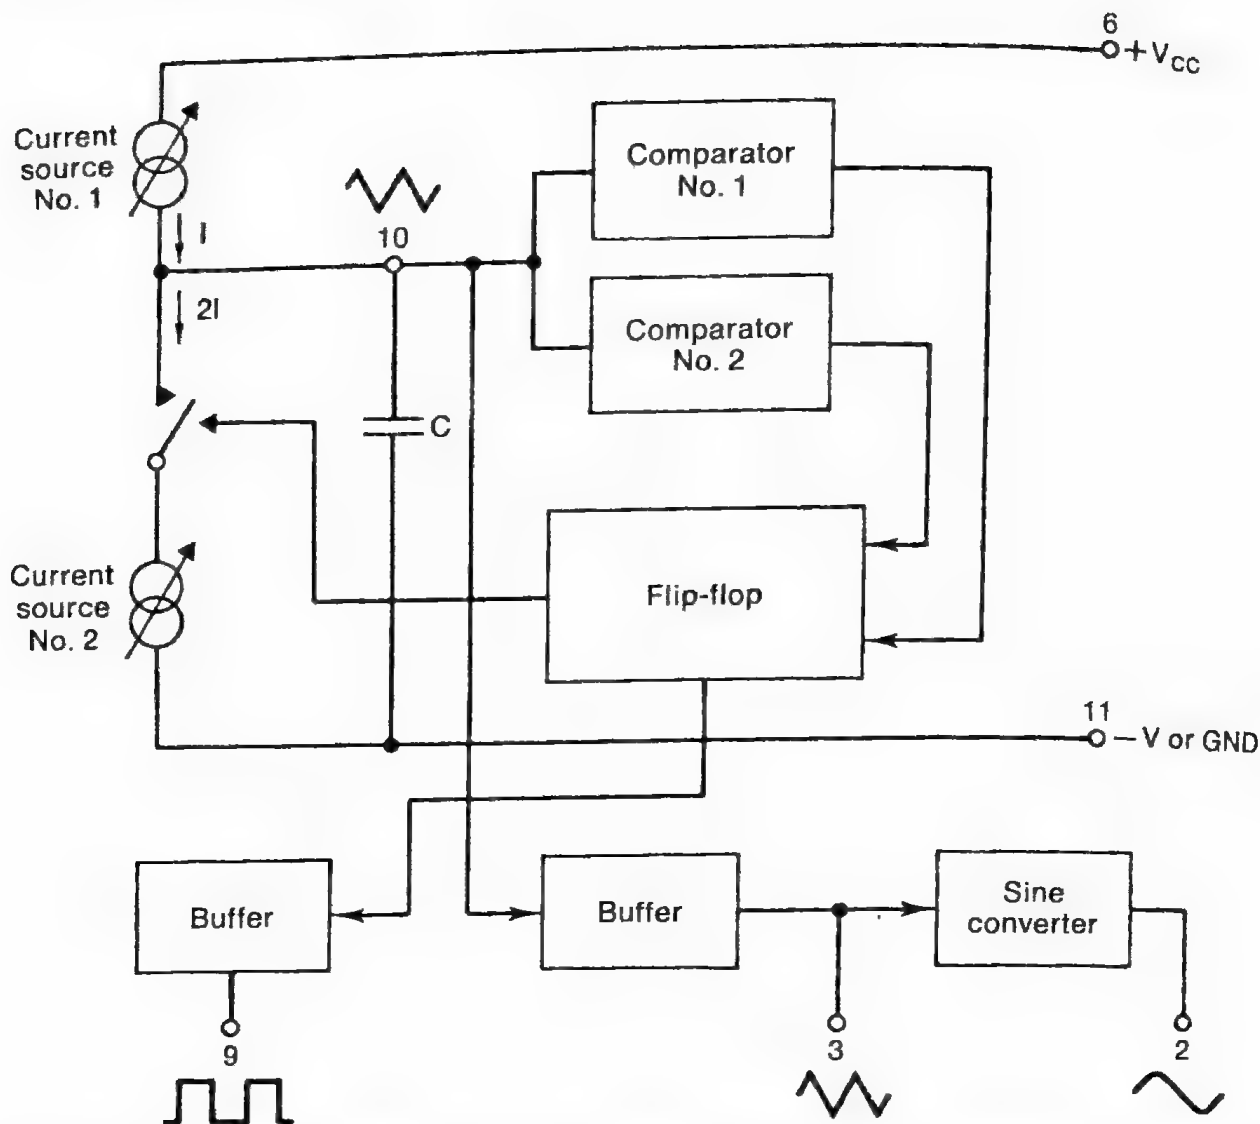 6
+VCC
Current
source
No. 1
I
10
2I
Comparator
No. 1
Comparator
No. 2
C
Flip-flop
Current
source
No. 2
11
–V or GND
Buffer
Buffer
Sine
converter
9
3
2